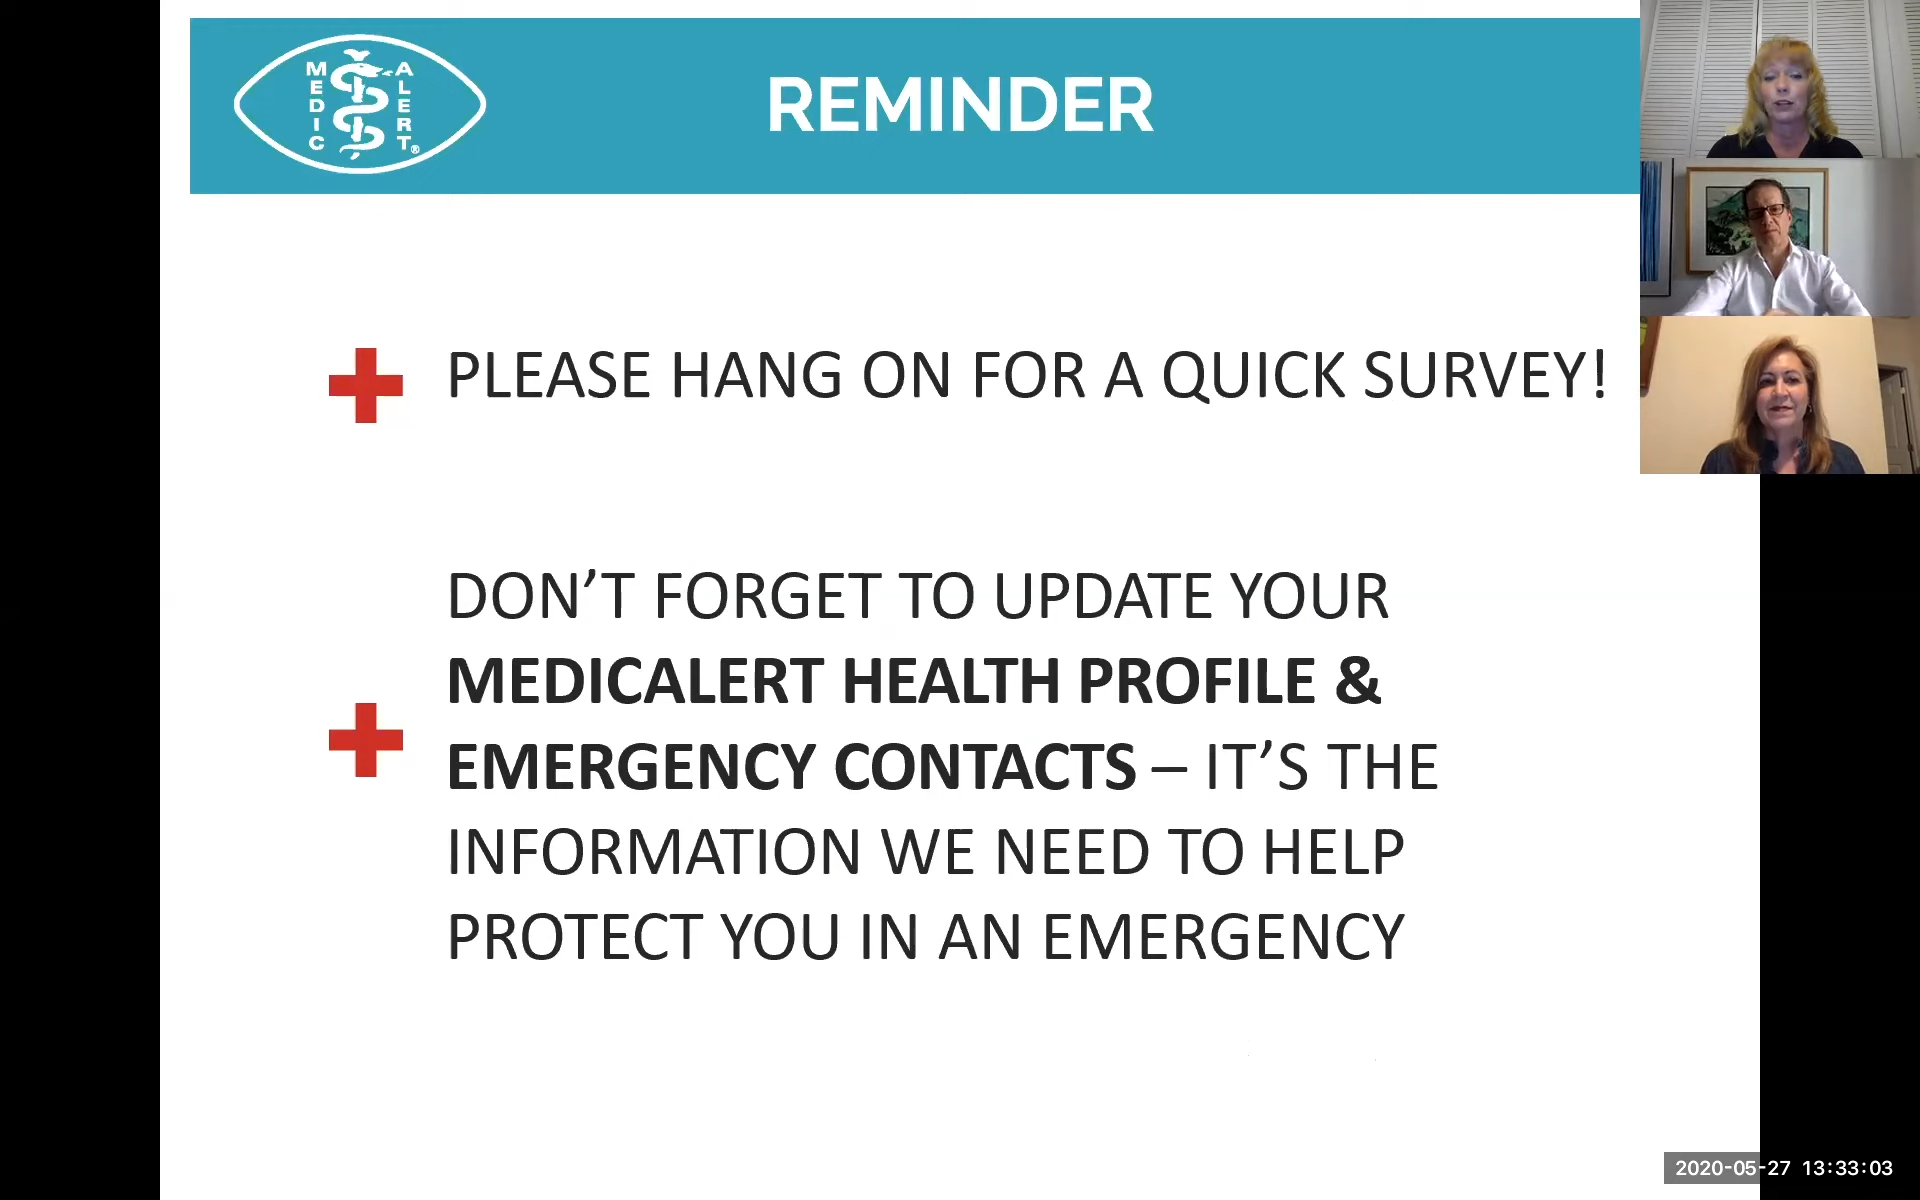 MEDIC ALERT®
REMINDER
PLEASE HANG ON FOR A QUICK SURVEY!
DON’T FORGET TO UPDATE YOUR
MEDICALERT HEALTH PROFILE &
EMERGENCY CONTACTS – IT’S THE
INFORMATION WE NEED TO HELP
PROTECT YOU IN AN EMERGENCY
2020-05-27 13:33:03